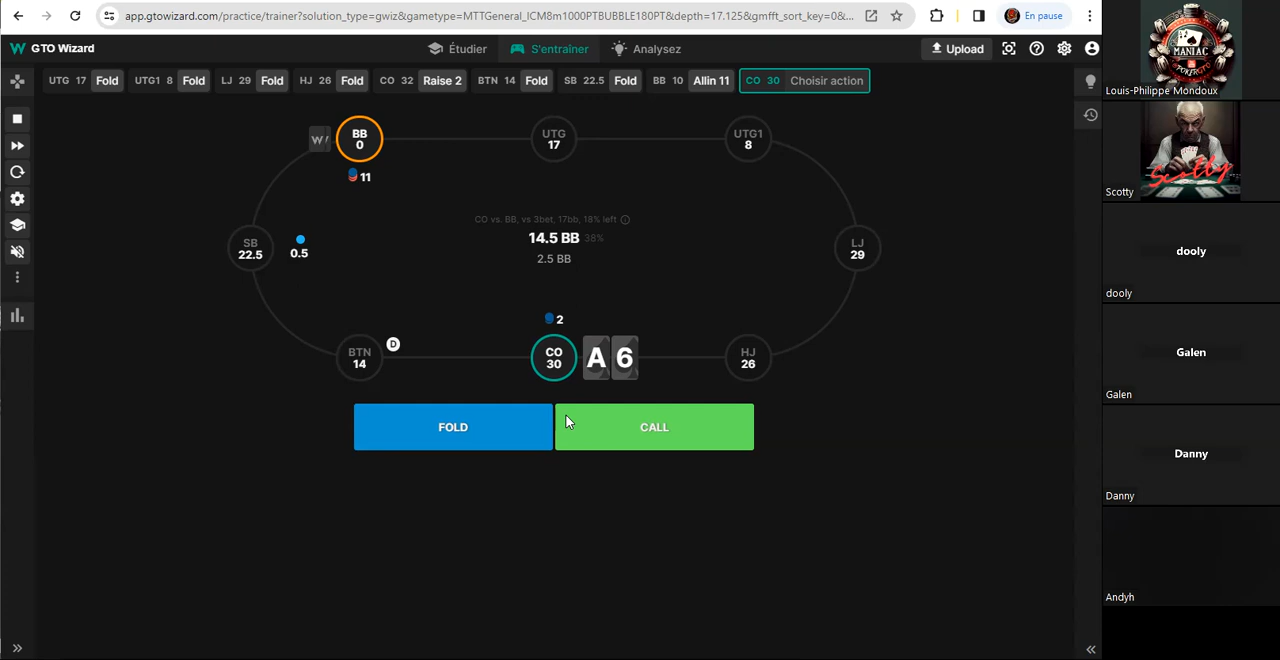 app.gtowizard.com/practice/trainer?solution_type=gwiz&gametype=MTTGeneral_ICM8m1000PTBUBBLE180PT&depth=17.125&gmfft_sort_key=0&...
En pause
GTO Wizard
Étudier
S'entrainer
Analysez
Upload
UTG 17 Fold
UTG1 8 Fold
LJ 29 Fold
HJ 26 Fold
CO 32 Raise 2
BTN 14 Fold
SB 22.5 Fold
BB 10 Allin 11
CO 30 Choisir action
W
BB
0
11
UTG
17
UTG1
8
CO vs. BB, vs 3bet, 17bb, 18% left
14.5 BB 38%
2.5 BB
SB
22.5
0.5
LJ
29
2
BTN
14
D
CO
30
A 6
HJ
26
FOLD
CALL
MANIAC
POKERGTO
Louis-Philippe Mondoux
Scotty
Scotty
dooly
dooly
Galen
Galen
Danny
Danny
Andyh